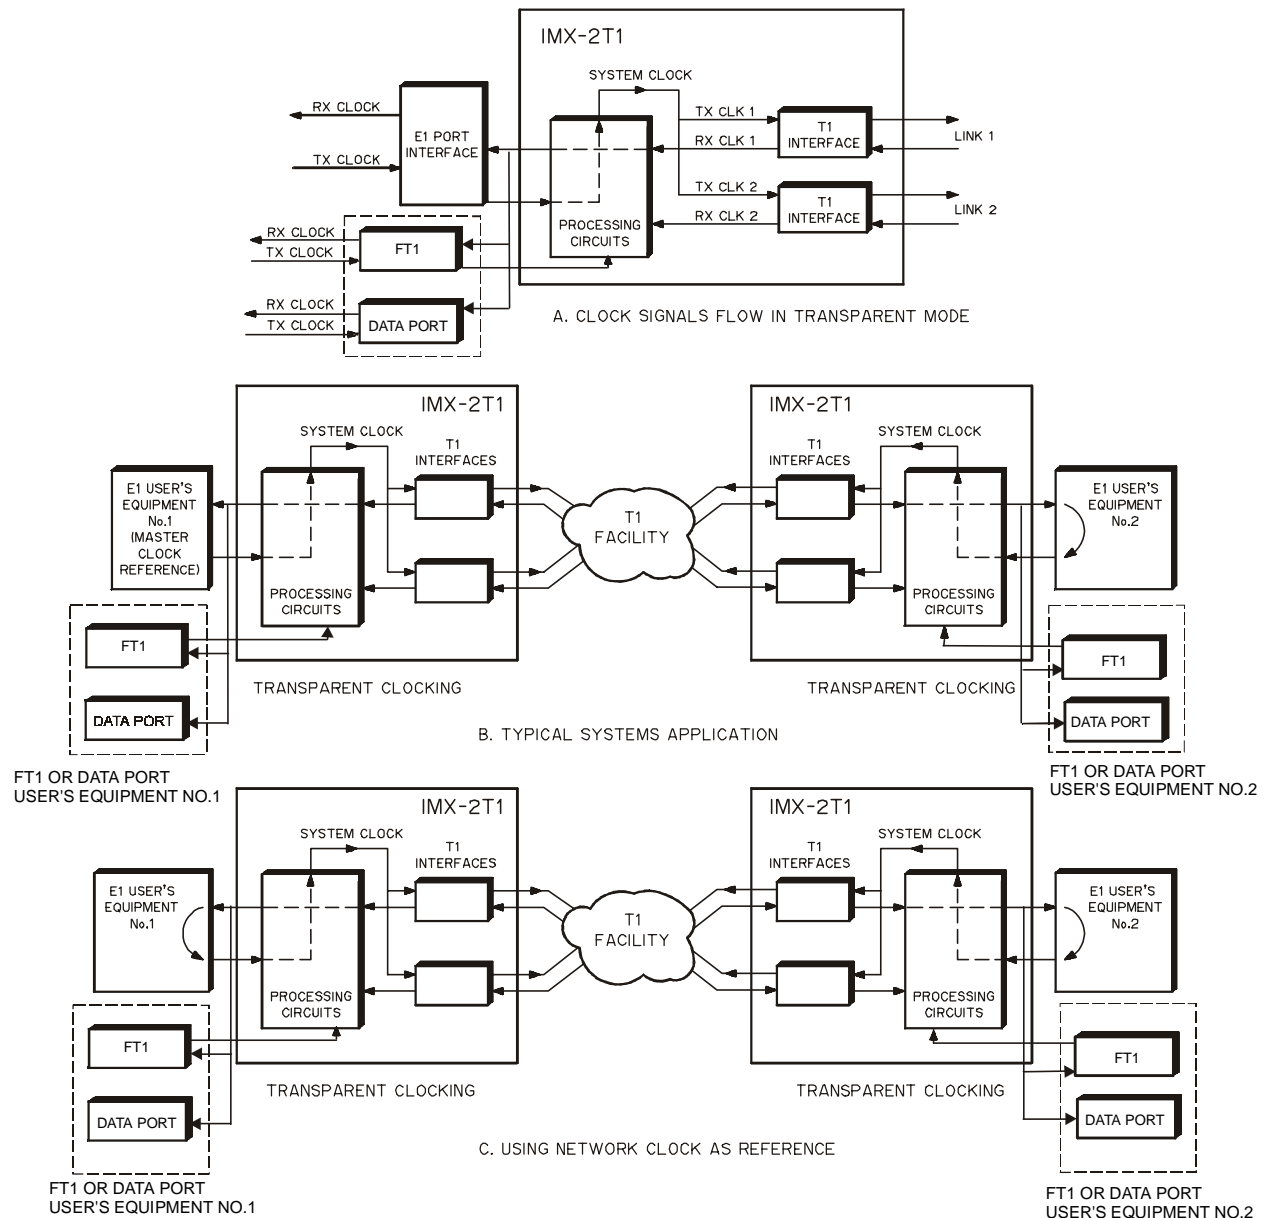 IMX-2T1
SYSTEM CLOCK
RX CLOCK
TX CLOCK
E1 PORT
INTERFACE
TX CLK 1
RX CLK 1
T1
INTERFACE
LINK 1
TX CLK 2
RX CLK 2
T1
INTERFACE
LINK 2
PROCESSING
CIRCUITS
RX CLOCK
TX CLOCK
FT1
RX CLOCK
TX CLOCK
DATA PORT
A. CLOCK SIGNALS FLOW IN TRANSPARENT MODE
IMX-2T1
SYSTEM CLOCK
T1
INTERFACES
E1 USER'S
EQUIPMENT
No.1
(MASTER
CLOCK
REFERENCE)
PROCESSING
CIRCUITS
FT1
DATA PORT
TRANSPARENT CLOCKING
FT1 OR DATA PORT
USER'S EQUIPMENT NO.1
T1
FACILITY
IMX-2T1
SYSTEM CLOCK
T1
INTERFACES
E1 USER'S
EQUIPMENT
No.2
PROCESSING
CIRCUITS
FT1
DATA PORT
TRANSPARENT CLOCKING
FT1 OR DATA PORT
USER'S EQUIPMENT NO.2
B. TYPICAL SYSTEMS APPLICATION
IMX-2T1
SYSTEM CLOCK
T1
INTERFACES
E1 USER'S
EQUIPMENT
No.1
PROCESSING
CIRCUITS
FT1
DATA PORT
TRANSPARENT CLOCKING
FT1 OR DATA PORT
USER'S EQUIPMENT NO.1
T1
FACILITY
IMX-2T1
SYSTEM CLOCK
T1
INTERFACES
E1 USER'S
EQUIPMENT
No.2
PROCESSING
CIRCUITS
FT1
DATA PORT
TRANSPARENT CLOCKING
FT1 OR DATA PORT
USER'S EQUIPMENT NO.2
C. USING NETWORK CLOCK AS REFERENCE